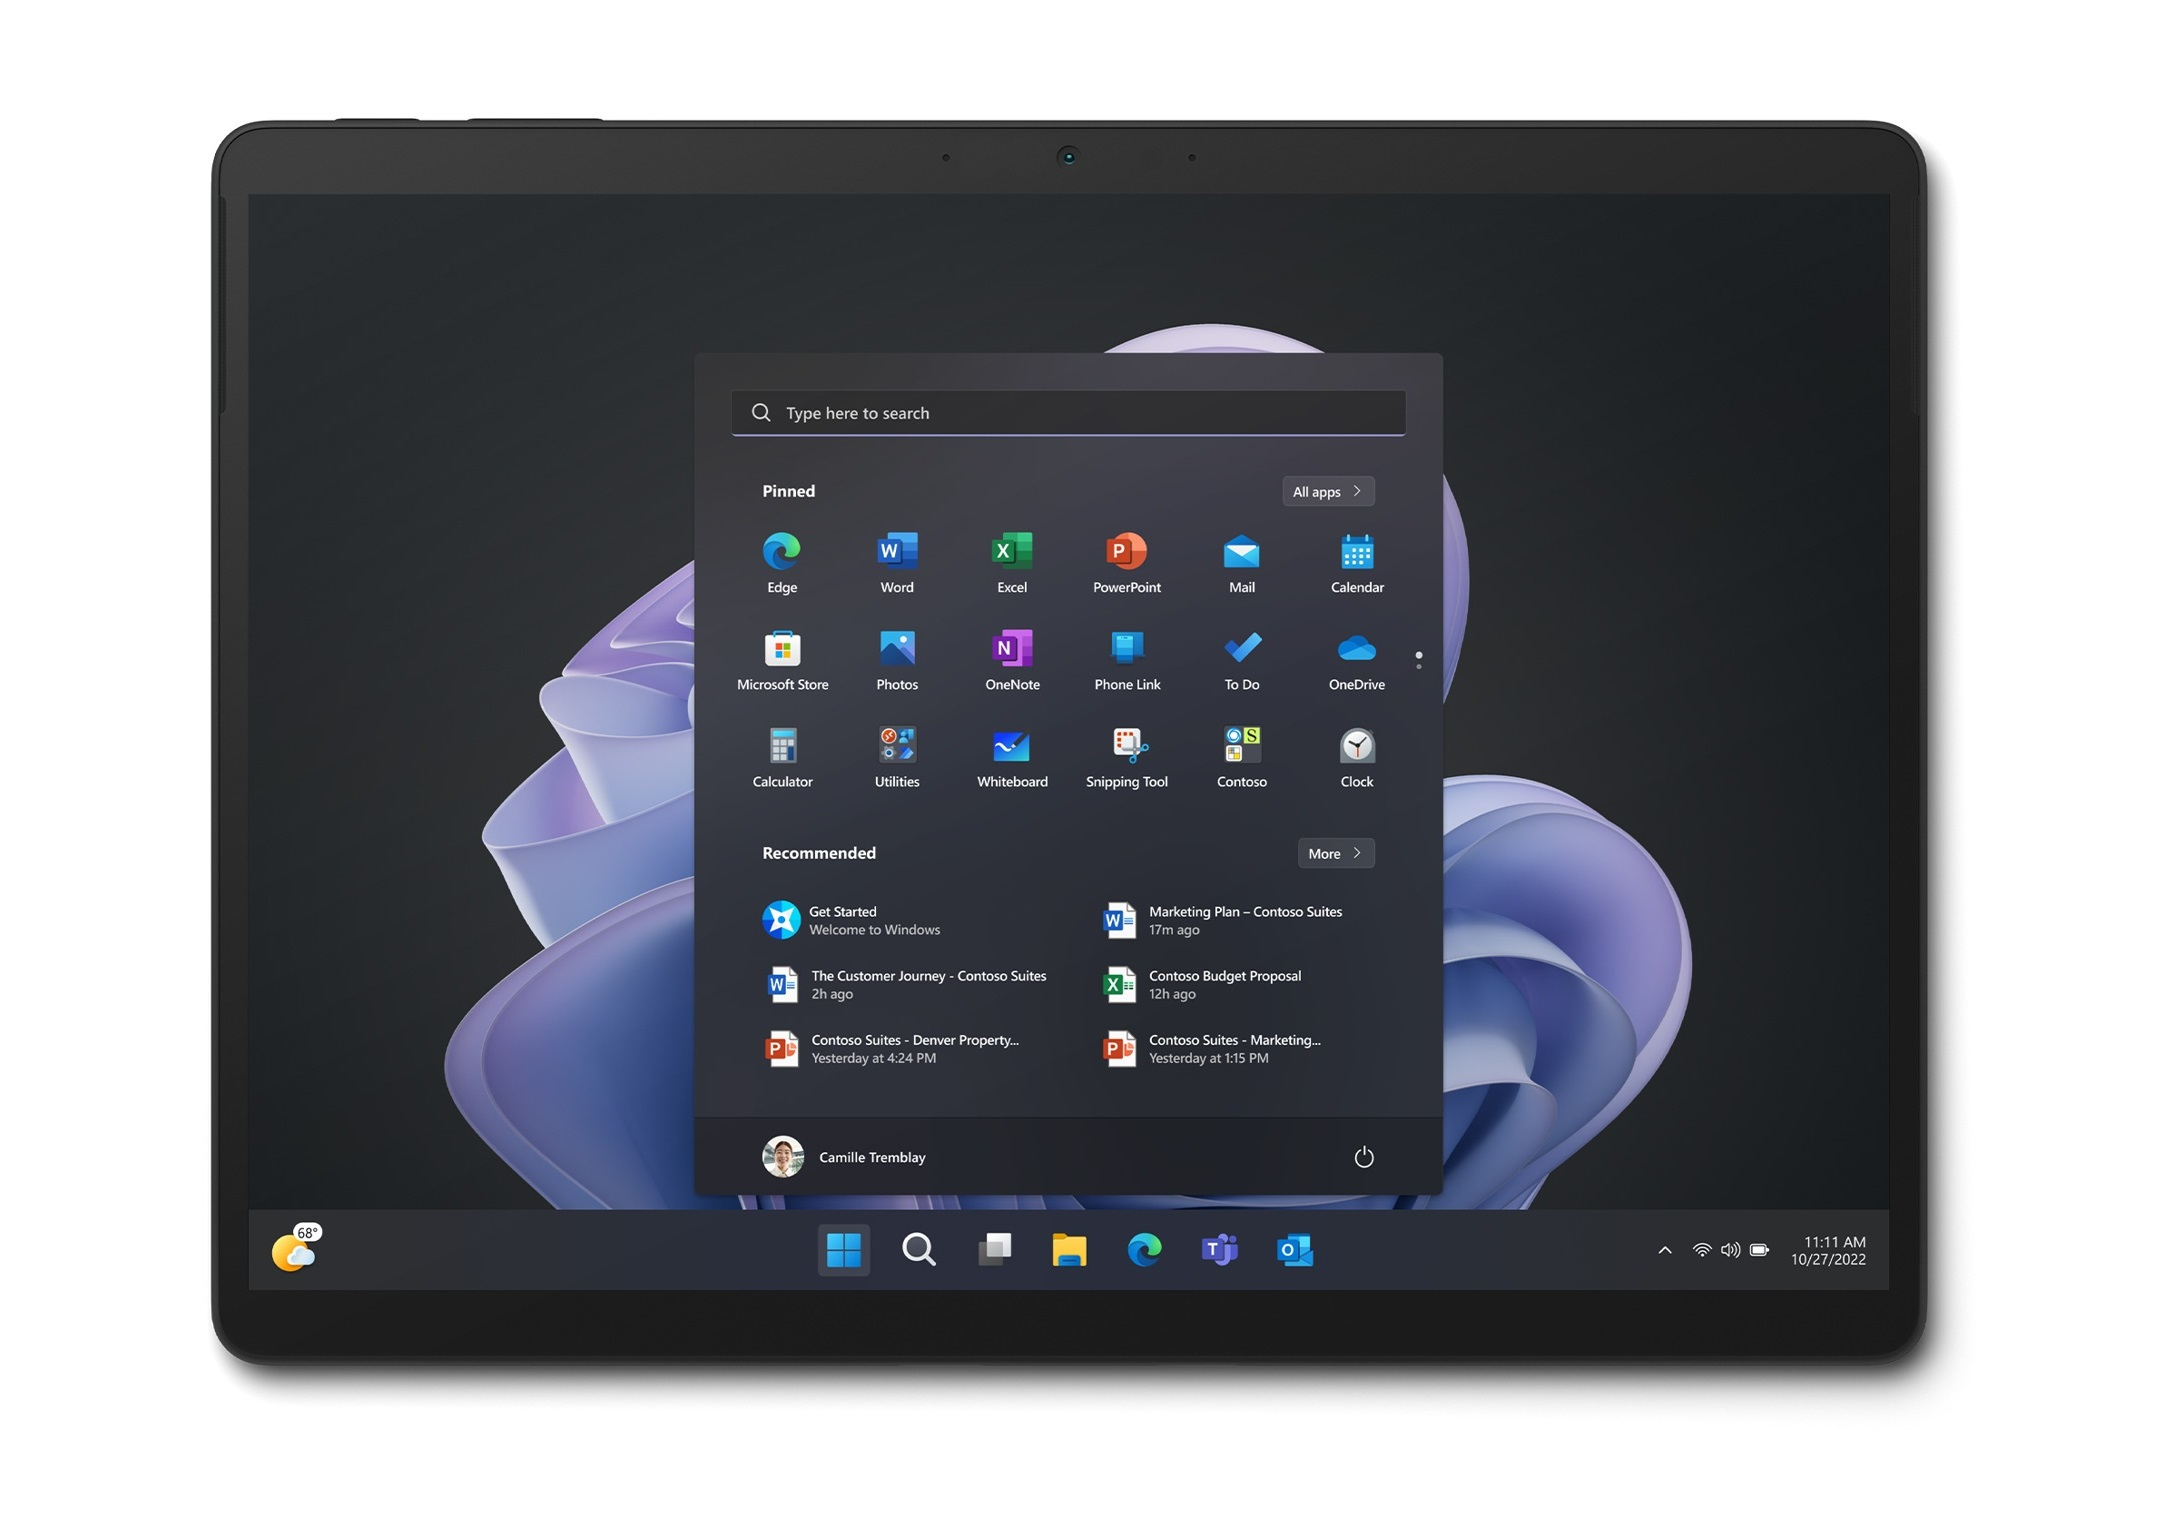 Type here to search
Pinned
All apps
Edge
Word
Excel
PowerPoint
Mail
Calendar
Microsoft Store
Photos
OneNote
Phone Link
To Do
OneDrive
Calculator
Utilities
Whiteboard
Snipping Tool
Contoso
Clock
Recommended
More
Get Started
Welcome to Windows
Marketing Plan – Contoso Suites
17m ago
The Customer Journey - Contoso Suites
2h ago
Contoso Budget Proposal
12h ago
Contoso Suites - Denver Property...
Yesterday at 4:24 PM
Contoso Suites - Marketing...
Yesterday at 1:15 PM
Camille Tremblay
68°
11:11 AM
10/27/2022